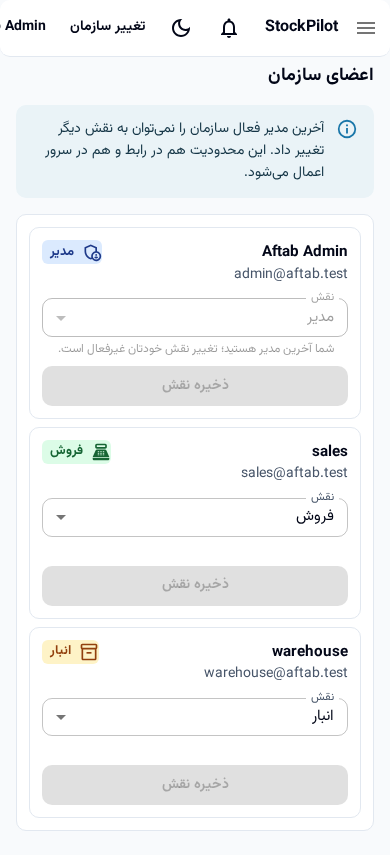 StockPilot
تغییر سازمان
Admin
اعضای سازمان
آخرین مدیر فعال سازمان را نمی‌توان به نقش دیگر
تغییر داد. این محدودیت هم در رابط و هم در سرور
اعمال می‌شود.
Aftab Admin
مدیر
admin@aftab.test
نقش
مدیر
شما آخرین مدیر هستید؛ تغییر نقش خودتان غیرفعال است.
ذخیره نقش
sales
فروش
sales@aftab.test
نقش
فروش
ذخیره نقش
warehouse
انبار
warehouse@aftab.test
نقش
انبار
ذخیره نقش